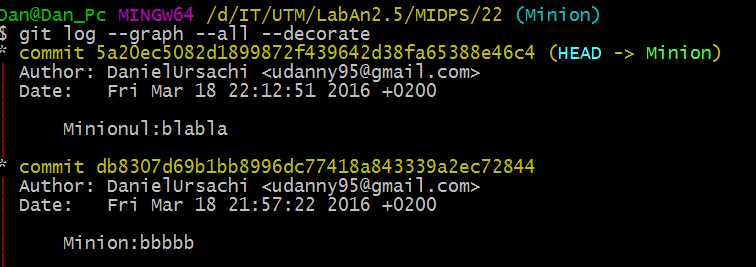 Dan@Dan_Pc MINGW64 /d/IT/UTM/LabAn2.5/MIDPS/22 (Minion)
$ git log --graph --all --decorate
* commit 5a20ec5082d1899872f439642d38fa65388e46c4 (HEAD -> Minion)
| Author: DanielUrsachi <udanny95@gmail.com>
| Date:   Fri Mar 18 22:12:51 2016 +0200
|
|     Minionul:blabla
|
* commit db8307d69b1bb8996dc77418a843339a2ec72844
| Author: DanielUrsachi <udanny95@gmail.com>
| Date:   Fri Mar 18 21:57:22 2016 +0200
|
|     Minion:bbbbb
|